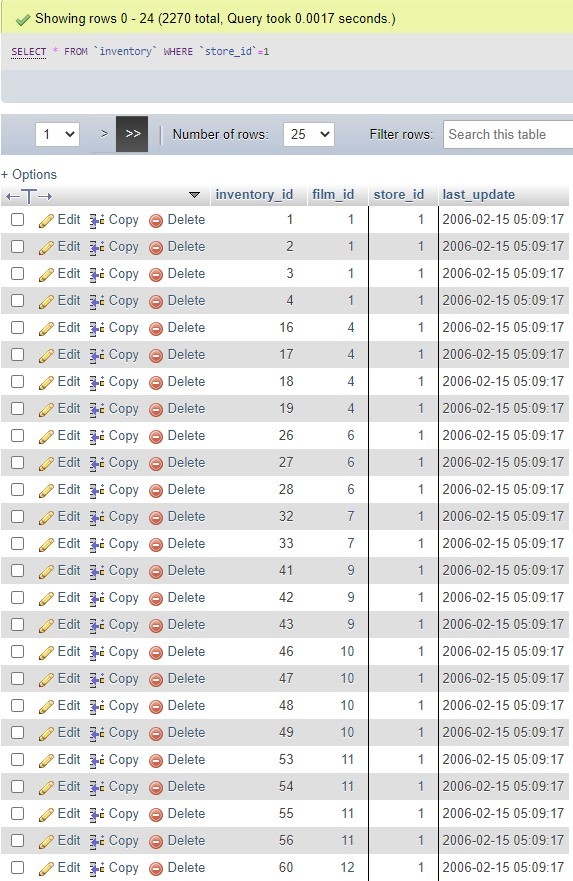 Showing rows 0 - 24 (2270 total, Query took 0.0017 seconds.)
SELECT * FROM `inventory` WHERE `store_id`=1
1 > >> Number of rows: 25 Filter rows: Search this table
+ Options
←T→ inventory_id film_id store_id last_update
Edit Copy Delete 1 1 1 2006-02-15 05:09:17
Edit Copy Delete 2 1 1 2006-02-15 05:09:17
Edit Copy Delete 3 1 1 2006-02-15 05:09:17
Edit Copy Delete 4 1 1 2006-02-15 05:09:17
Edit Copy Delete 16 4 1 2006-02-15 05:09:17
Edit Copy Delete 17 4 1 2006-02-15 05:09:17
Edit Copy Delete 18 4 1 2006-02-15 05:09:17
Edit Copy Delete 19 4 1 2006-02-15 05:09:17
Edit Copy Delete 26 6 1 2006-02-15 05:09:17
Edit Copy Delete 27 6 1 2006-02-15 05:09:17
Edit Copy Delete 28 6 1 2006-02-15 05:09:17
Edit Copy Delete 32 7 1 2006-02-15 05:09:17
Edit Copy Delete 33 7 1 2006-02-15 05:09:17
Edit Copy Delete 41 9 1 2006-02-15 05:09:17
Edit Copy Delete 42 9 1 2006-02-15 05:09:17
Edit Copy Delete 43 9 1 2006-02-15 05:09:17
Edit Copy Delete 46 10 1 2006-02-15 05:09:17
Edit Copy Delete 47 10 1 2006-02-15 05:09:17
Edit Copy Delete 48 10 1 2006-02-15 05:09:17
Edit Copy Delete 49 10 1 2006-02-15 05:09:17
Edit Copy Delete 53 11 1 2006-02-15 05:09:17
Edit Copy Delete 54 11 1 2006-02-15 05:09:17
Edit Copy Delete 55 11 1 2006-02-15 05:09:17
Edit Copy Delete 56 11 1 2006-02-15 05:09:17
Edit Copy Delete 60 12 1 2006-02-15 05:09:17